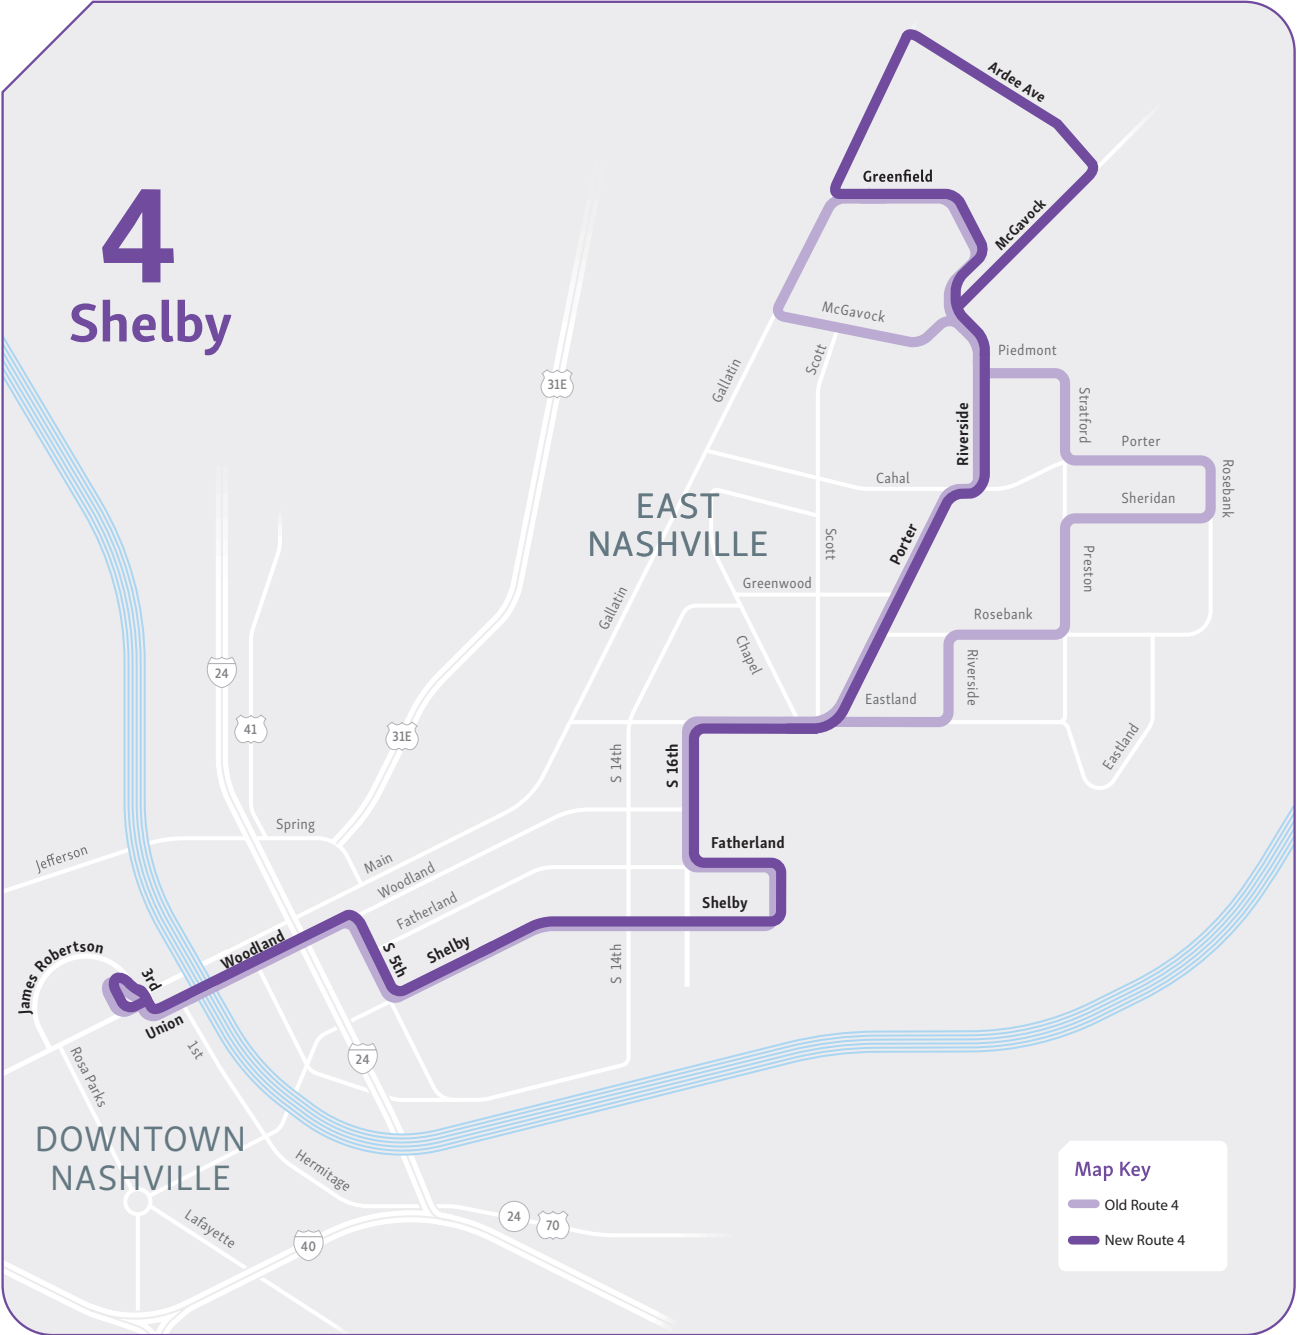 4
Shelby
Ardee Ave
Greenfield
McGavock
McGavock
Piedmont
Gallatin
Scott
31E
Stratford
Riverside
Porter
Rosebank
Cahal
Sheridan
EAST
NASHVILLE
Scott
Porter
Preston
Greenwood
Gallatin
Rosebank
Chapel
24
Riverside
Eastland
41
31E
S 14th
S 16th
Eastland
Spring
Jefferson
Main
Fatherland
Woodland
Shelby
Fatherland
James Robertson
Woodland
Shelby
S 5th
S 14th
3rd
Union
1st
24
Rosa Parks
DOWNTOWN
NASHVILLE
Hermitage
Lafayette
24
70
40
Map Key
Old Route 4
New Route 4